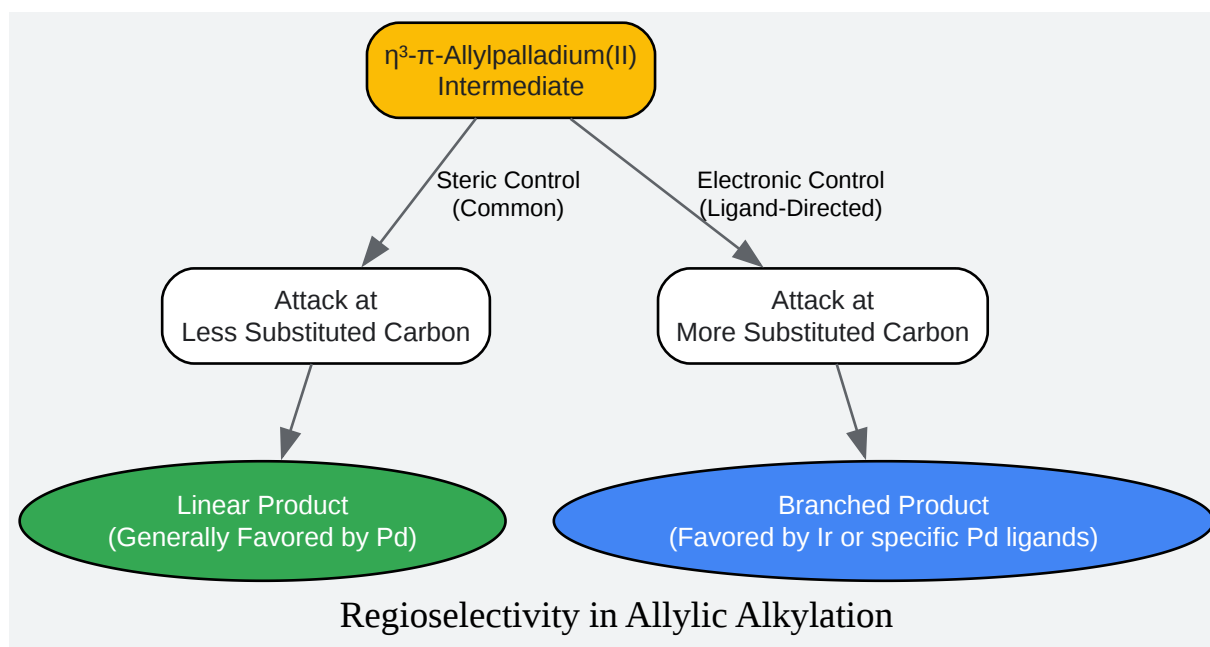 η³-π-Allylpalladium(II)
Intermediate
Steric Control
(Common)
Electronic Control
(Ligand-Directed)
Attack at
Less Substituted Carbon
Attack at
More Substituted Carbon
Linear Product
(Generally Favored by Pd)
Branched Product
(Favored by Ir or specific Pd ligands)
Regioselectivity in Allylic Alkylation